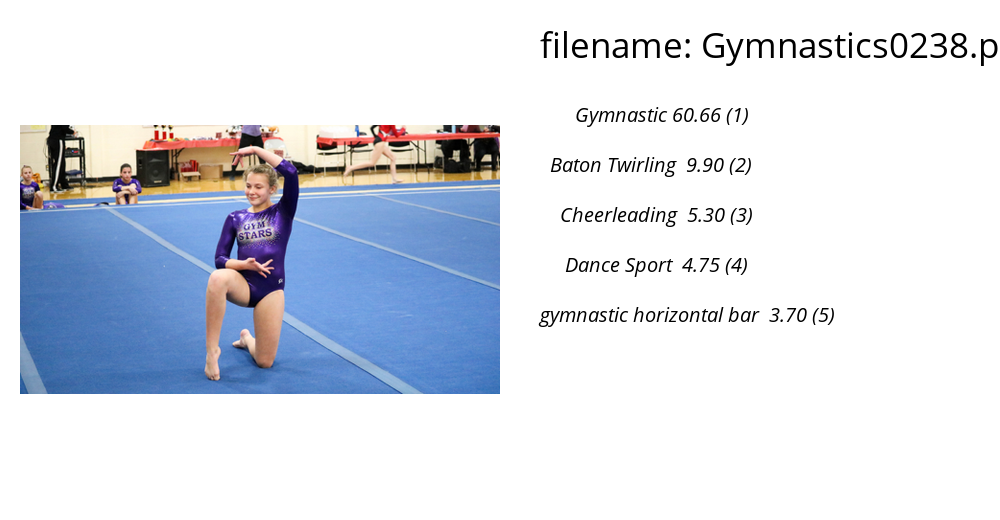 filename: Gymnastics0238.p
Gymnastic 60.66 (1)
Baton Twirling 9.90 (2)
Cheerleading 5.30 (3)
Dance Sport 4.75 (4)
gymnastic horizontal bar 3.70 (5)
GYM
STARS